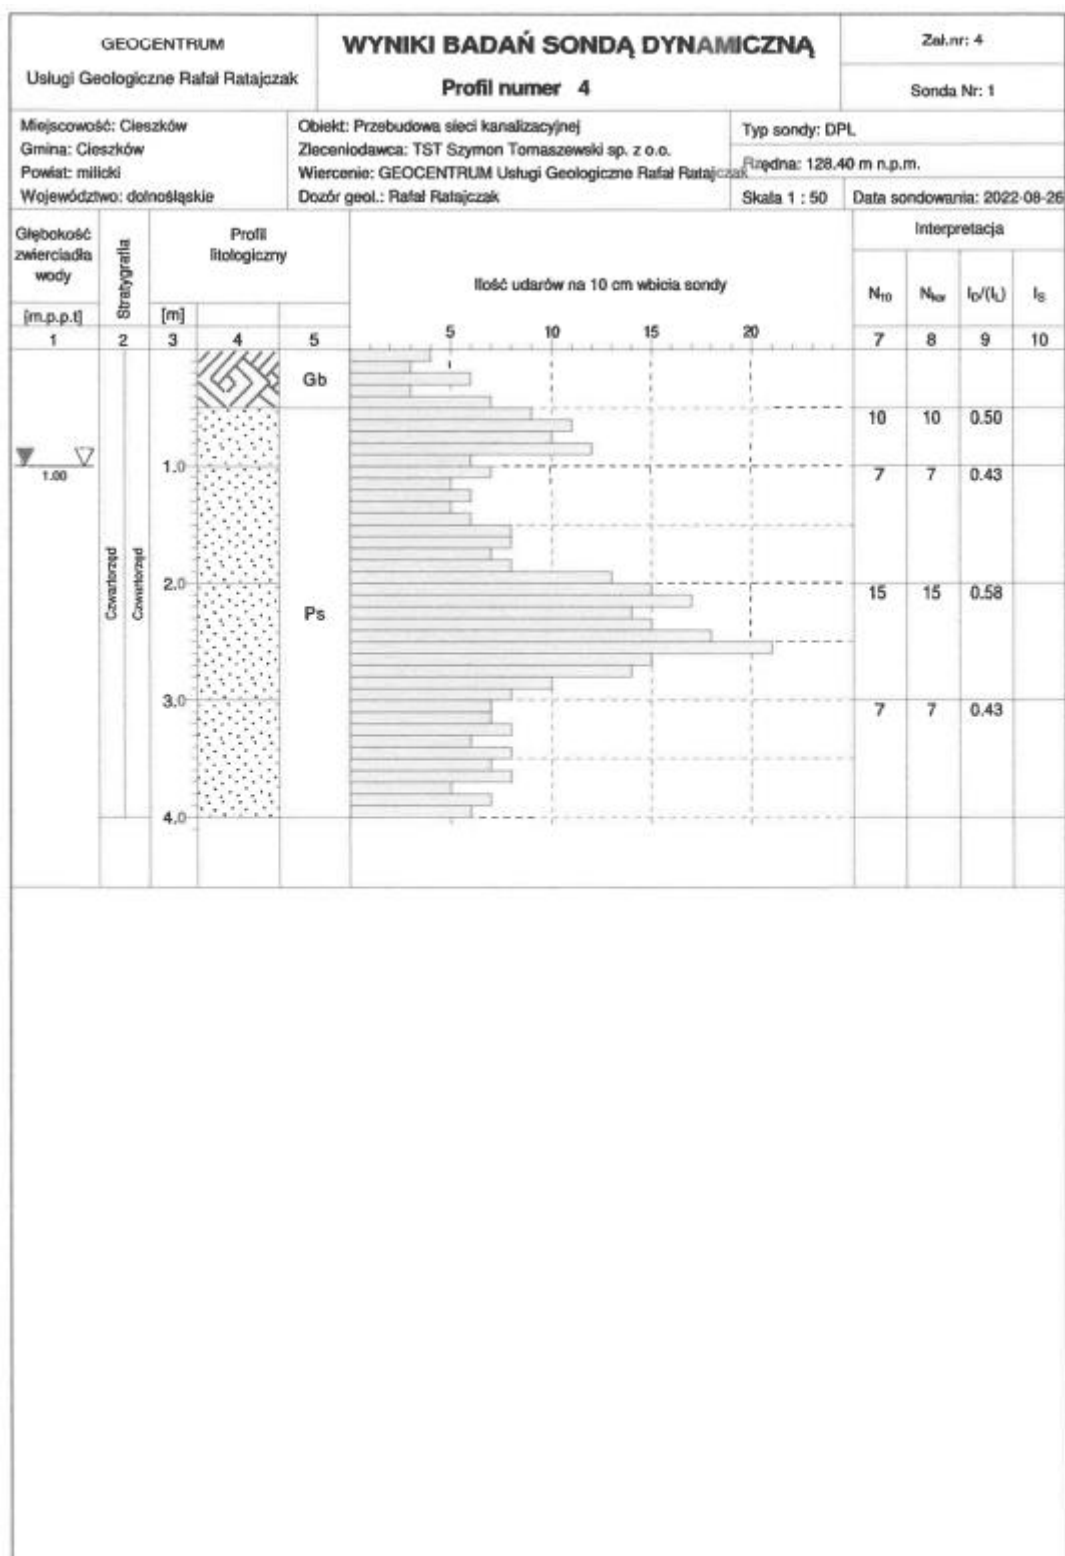 GEOCENTRUM
Usługi Geologiczne Rafał Ratajczak
WYNIKI BADAŃ SONDĄ DYNAMICZNĄ
Profil numer 4
Zał.nr: 4
Sonda Nr: 1
Miejscowość: Cieszków
Gmina: Cieszków
Powiat: milicki
Województwo: dolnośląskie
Obiekt: Przebudowa sieci kanalizacyjnej
Zleceniodawca: TST Szymon Tomaszewski sp. z o.o.
Wiercenie: GEOCENTRUM Usługi Geologiczne Rafał Ratajczak
Dozór geol.: Rafał Ratajczak
Typ sondy: DPL
Rzędna: 128.40 m n.p.m.
Skala 1 : 50
Data sondowania: 2022-08-26
Głębokość
zwierciadła
wody
[m.p.p.t]
Stratygrafia
Profil
litologiczny
[m]
Ilość udarów na 10 cm wbicia sondy
Interpretacja
N10 Nkor ID/(IL) IS
5 10 15 20
1 2 3 4 5 7 8 9 10
Gb
10 10 0.50
1.00
1.0
7 7 0.43
Czwartorzęd
Czwartorzęd
2.0
15 15 0.58
Ps
3.0
7 7 0.43
4.0